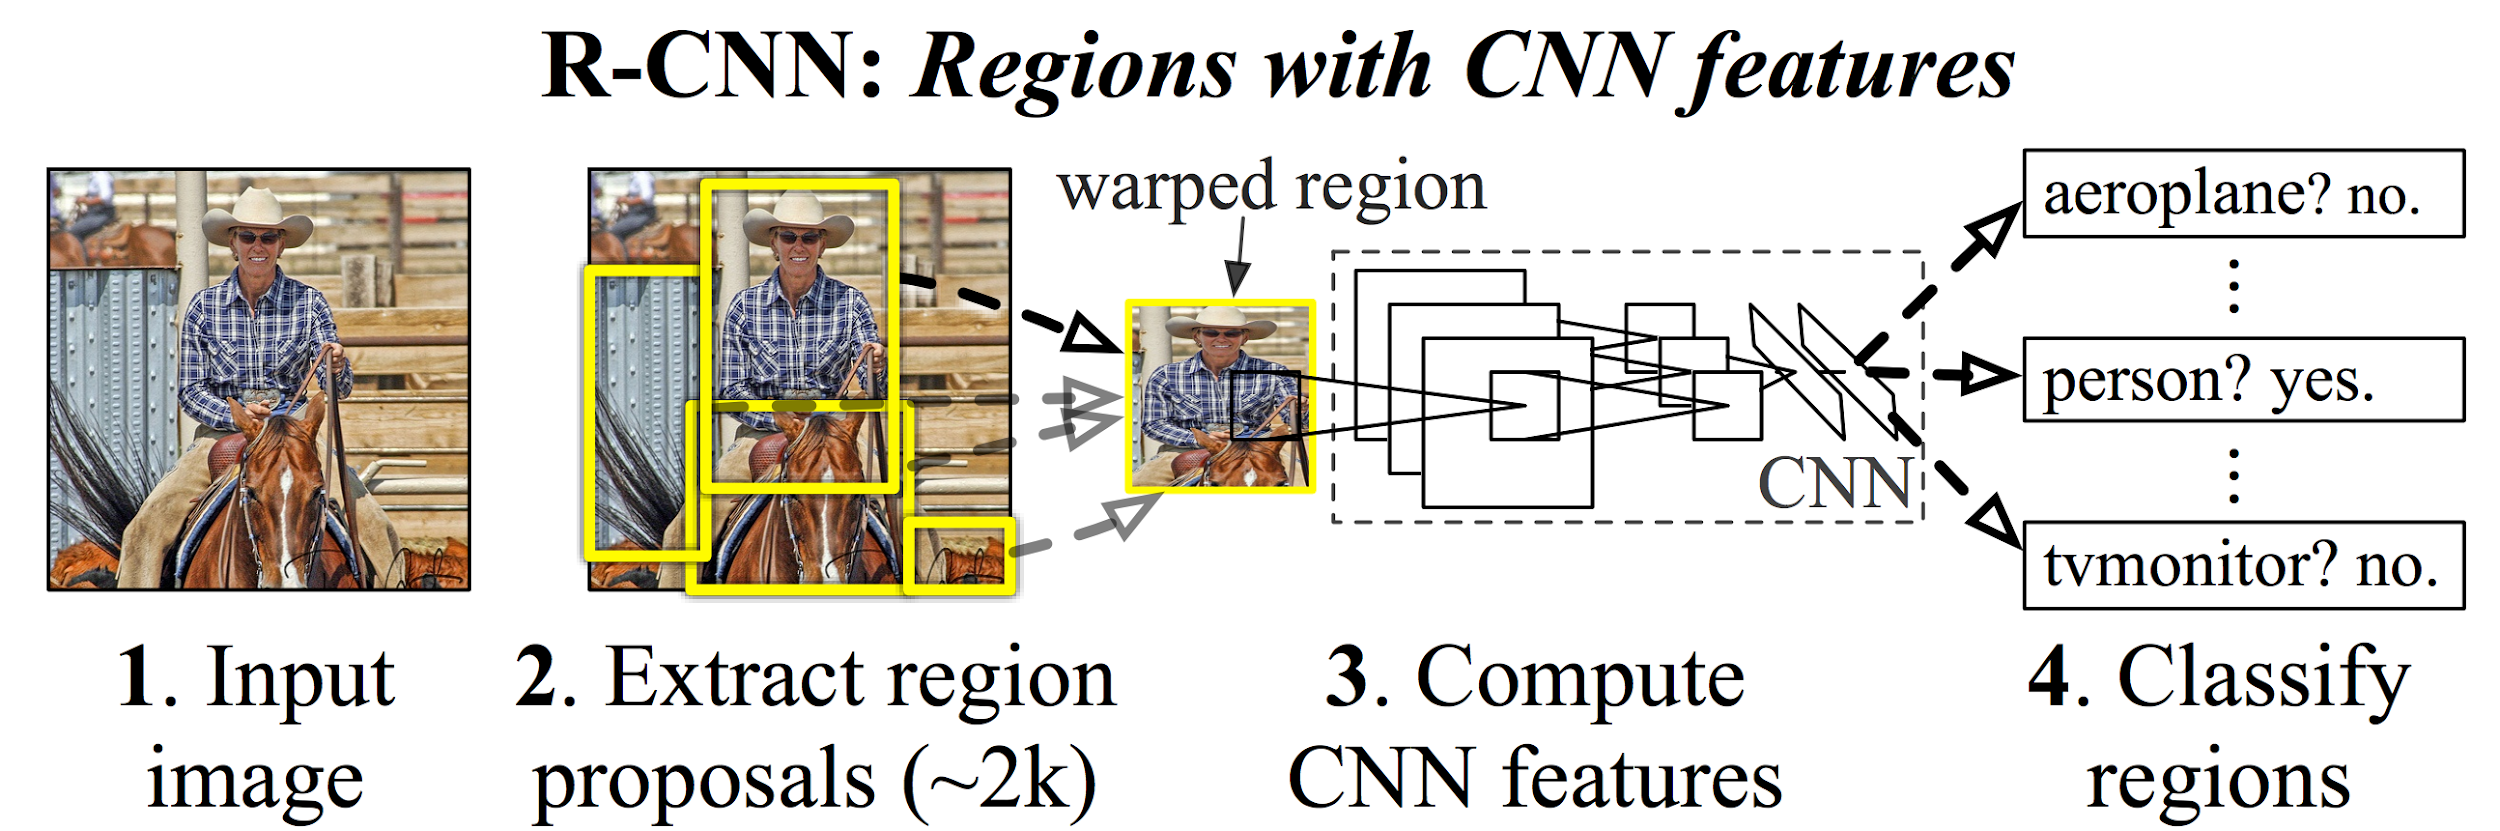 R-CNN: Regions with CNN features
warped region
aeroplane? no.
person? yes.
CNN
tvmonitor? no.
1. Input
image
2. Extract region
proposals (~2k)
3. Compute
CNN features
4. Classify
regions